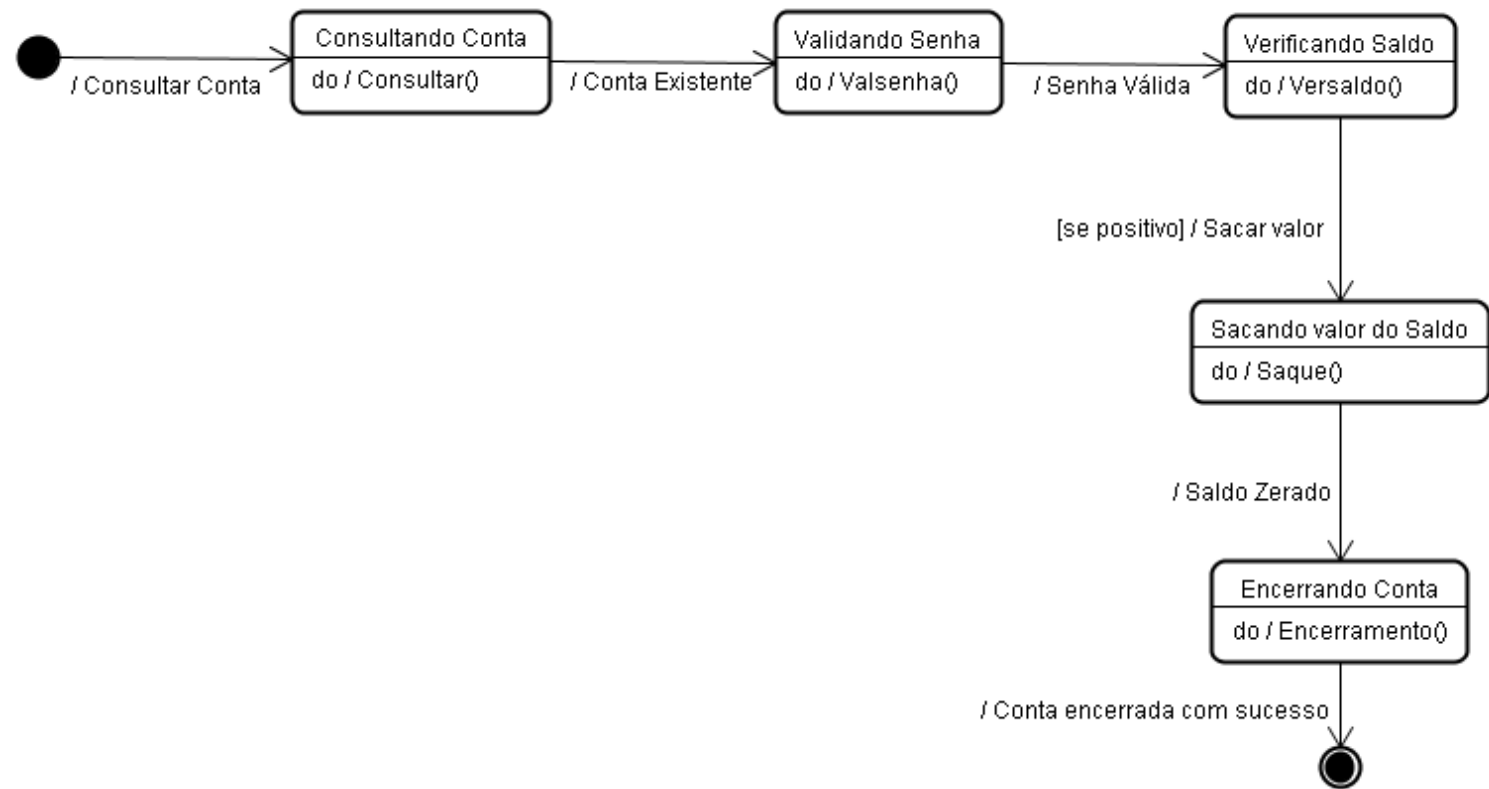 Consultando Conta
do / Consultar()
/ Consultar Conta
Validando Senha
do / Valsenha()
/ Conta Existente
Verificando Saldo
do / Versaldo()
/ Senha Válida
[se positivo] / Sacar valor
Sacando valor do Saldo
do / Saque()
/ Saldo Zerado
Encerrando Conta
do / Encerramento()
/ Conta encerrada com sucesso